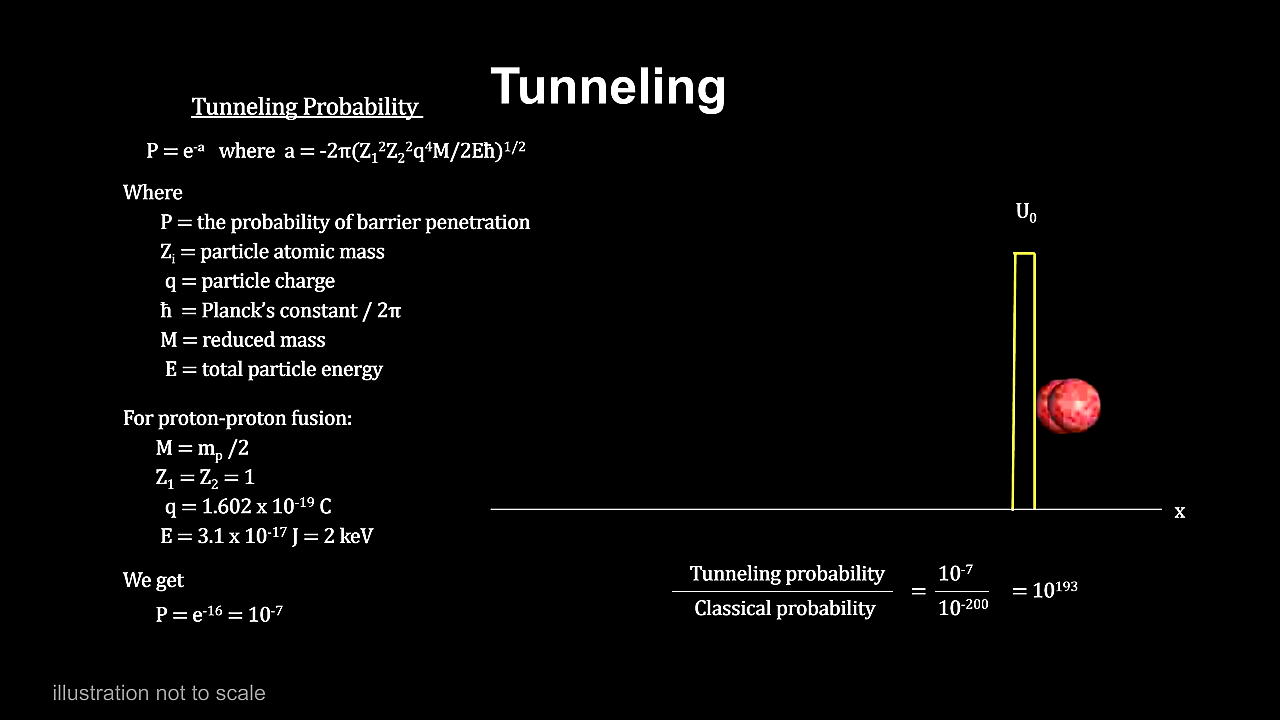 Tunneling
Tunneling Probability
P = e⁻ᵃ where a = -2π(Z₁²Z₂²q⁴M/2Eħ)¹/²
Where
P = the probability of barrier penetration
Zᵢ = particle atomic mass
q = particle charge
ħ = Planck's constant / 2π
M = reduced mass
E = total particle energy
For proton-proton fusion:
M = mₚ /2
Z₁ = Z₂ = 1
q = 1.602 x 10⁻¹⁹ C
E = 3.1 x 10⁻¹⁷ J = 2 keV
We get
P = e⁻¹⁶ = 10⁻⁷
U₀
x
Tunneling probability
Classical probability
= 10⁻⁷
10⁻²⁰⁰
= 10¹⁹³
illustration not to scale